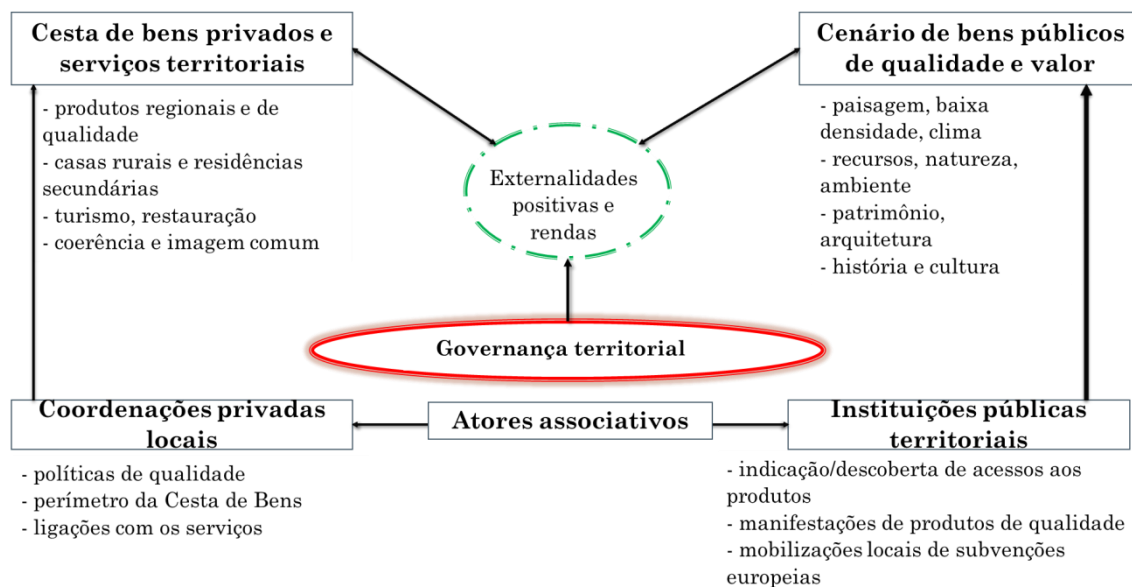 Cesta de bens privados e
serviços territoriais
- produtos regionais e de
qualidade
- casas rurais e residências
secundárias
- turismo, restauração
- coerência e imagem comum
Cenário de bens públicos
de qualidade e valor
- paisagem, baixa
densidade, clima
- recursos, natureza,
ambiente
- patrimônio,
arquitetura
- história e cultura
Externalidades
positivas e
rendas
Governança territorial
Coordenações privadas
locais
- políticas de qualidade
- perímetro da Cesta de Bens
- ligações com os serviços
Atores associativos
Instituições públicas
territoriais
- indicação/descoberta de acessos aos
produtos
- manifestações de produtos de qualidade
- mobilizações locais de subvenções
europeias